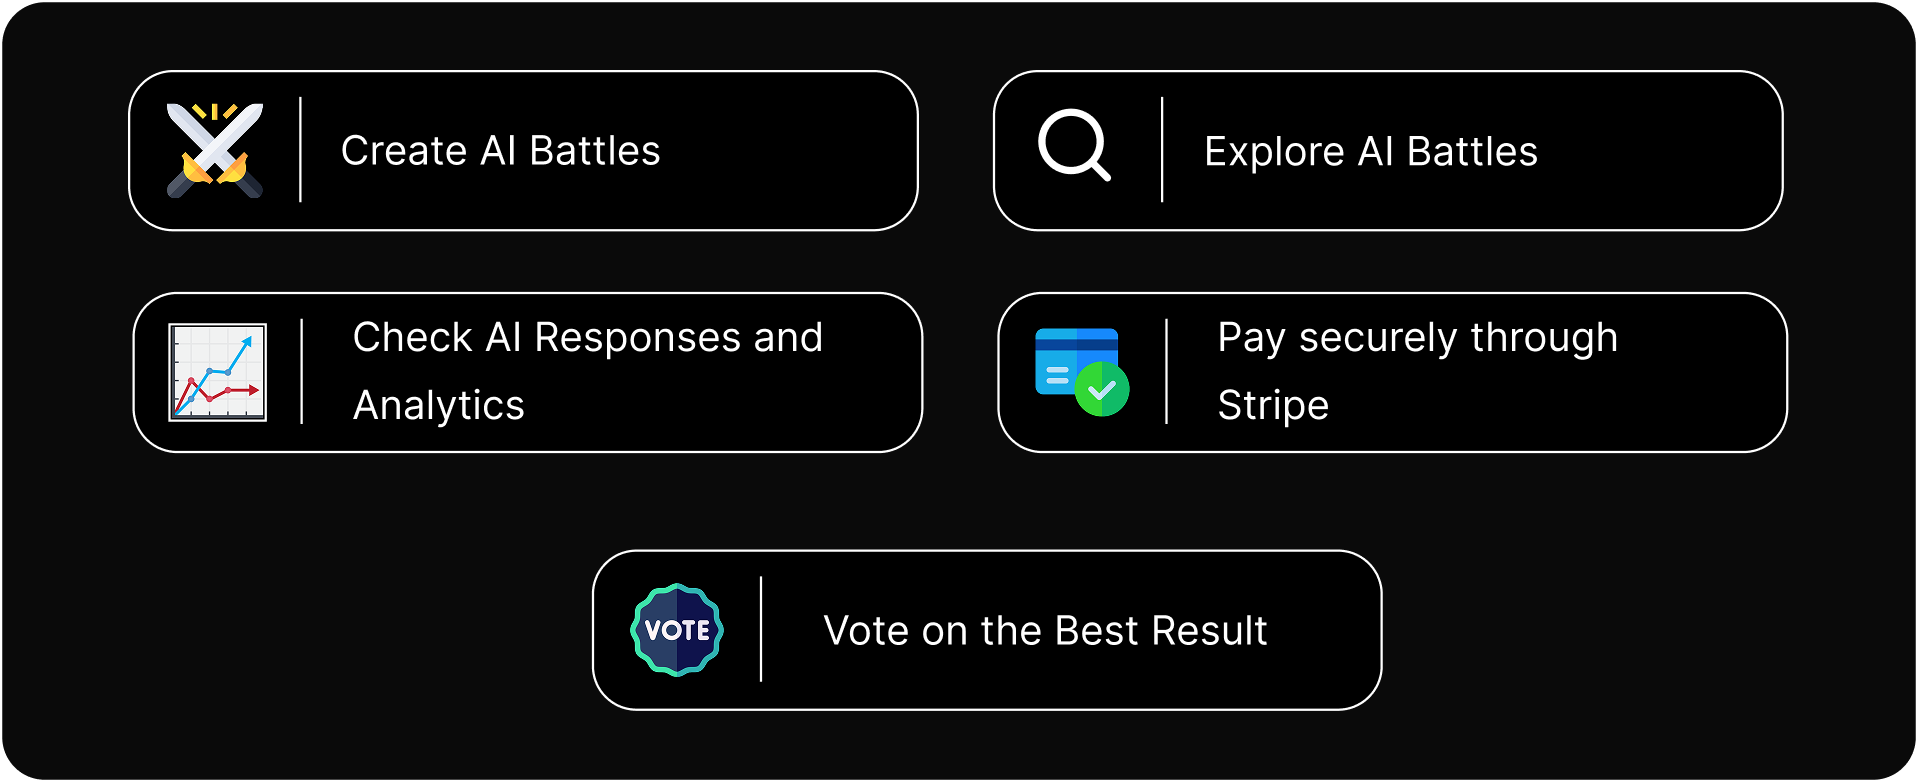 Create AI Battles
Explore AI Battles
Check AI Responses and
Analytics
Pay securely through
Stripe
VOTE
Vote on the Best Result